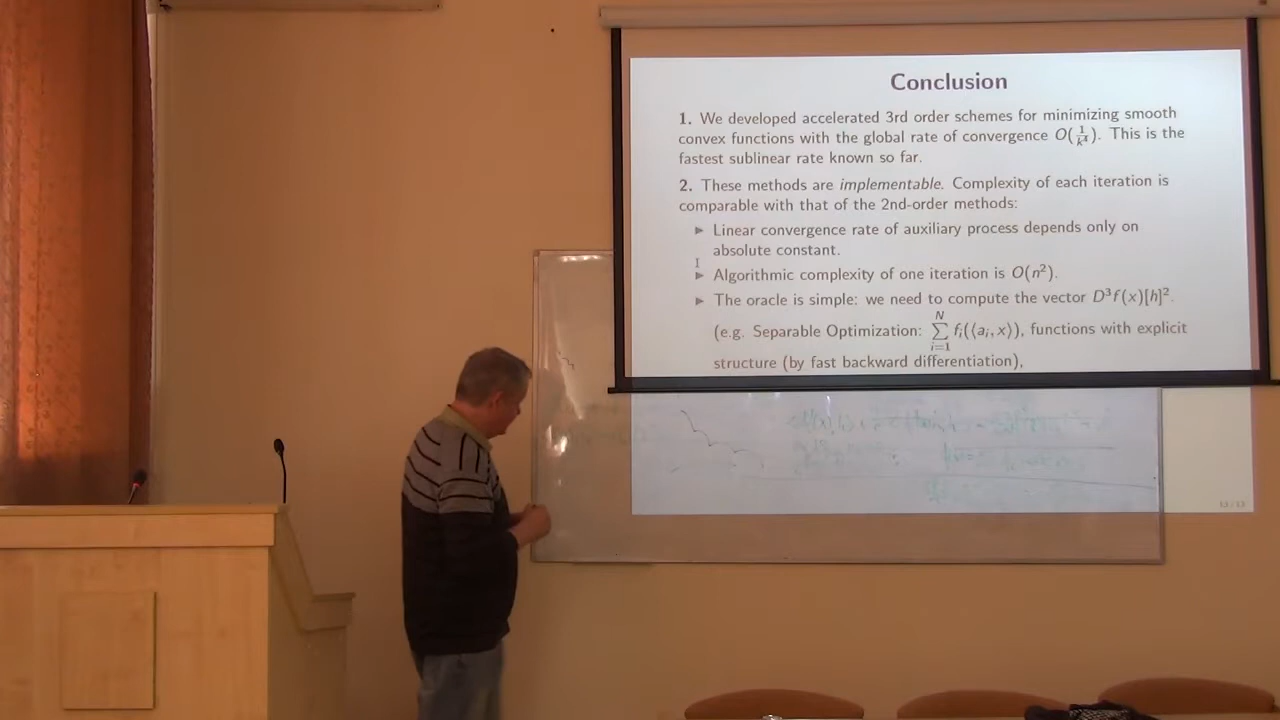 Conclusion
1. We developed accelerated 3rd order schemes for minimizing smooth
convex functions with the global rate of convergence O(1/k⁴). This is the
fastest sublinear rate known so far.
2. These methods are implementable. Complexity of each iteration is
comparable with that of the 2nd-order methods:
▶ Linear convergence rate of auxiliary process depends only on
absolute constant.
▶ Algorithmic complexity of one iteration is O(n²).
▶ The oracle is simple: we need to compute the vector D³f(x)[h]².
(e.g. Separable Optimization: ∑_{i=1}^{N} fᵢ(⟨aᵢ, x⟩), functions with explicit
structure (by fast backward differentiation),